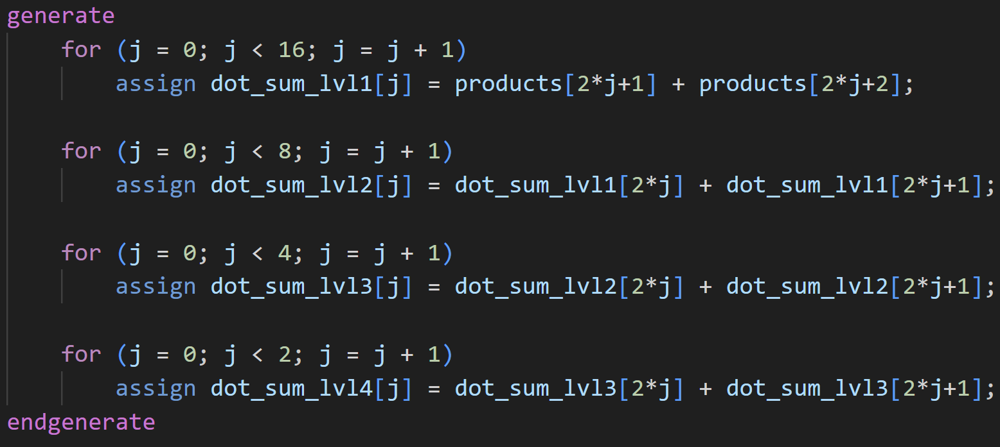 generate
for (j = 0; j < 16; j = j + 1)
assign dot_sum_lvl1[j] = products[2*j+1] + products[2*j+2];
for (j = 0; j < 8; j = j + 1)
assign dot_sum_lvl2[j] = dot_sum_lvl1[2*j] + dot_sum_lvl1[2*j+1];
for (j = 0; j < 4; j = j + 1)
assign dot_sum_lvl3[j] = dot_sum_lvl2[2*j] + dot_sum_lvl2[2*j+1];
for (j = 0; j < 2; j = j + 1)
assign dot_sum_lvl4[j] = dot_sum_lvl3[2*j] + dot_sum_lvl3[2*j+1];
endgenerate